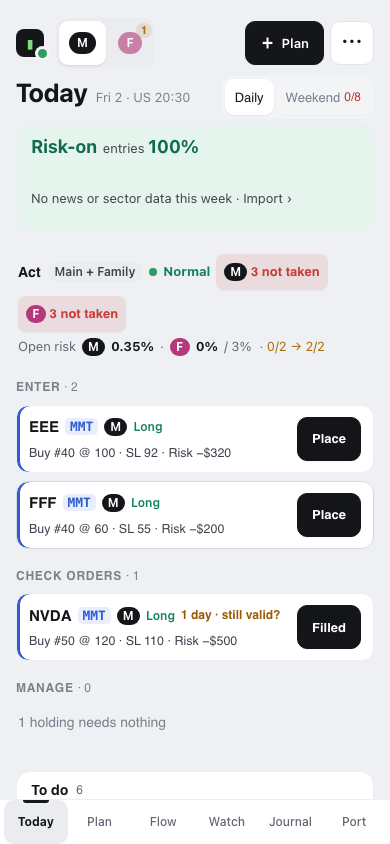 M F 1 + Plan ···
Today Fri 2 · US 20:30 Daily Weekend 0/8
Risk-on entries 100%
No news or sector data this week · Import ›
Act Main + Family Normal M 3 not taken
F 3 not taken
Open risk M 0.35% · F 0% / 3% · 0/2 → 2/2
ENTER · 2
EEE MMT M Long
Buy #40 @ 100 · SL 92 · Risk −$320
Place
FFF MMT M Long
Buy #40 @ 60 · SL 55 · Risk −$200
Place
CHECK ORDERS · 1
NVDA MMT M Long 1 day · still valid?
Buy #50 @ 120 · SL 110 · Risk −$500
Filled
MANAGE · 0
1 holding needs nothing
To do 6
Today Plan Flow Watch Journal Port